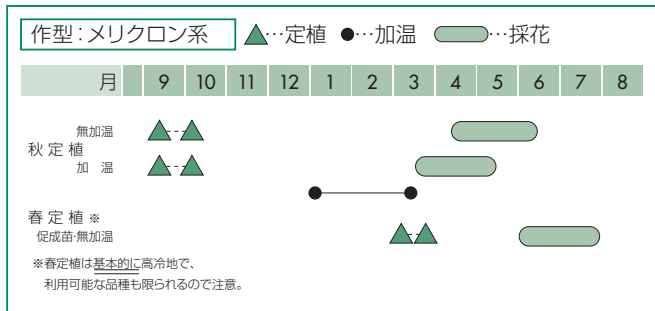 作型：メリクロン系 ▲…定植 ●…加温 …採花
月 9 10 11 12 1 2 3 4 5 6 7 8
無加温
秋定植
加 温
春定植※
促成苗・無加温
※春定植は基本的に高冷地で、
利用可能な品種も限られるので注意。